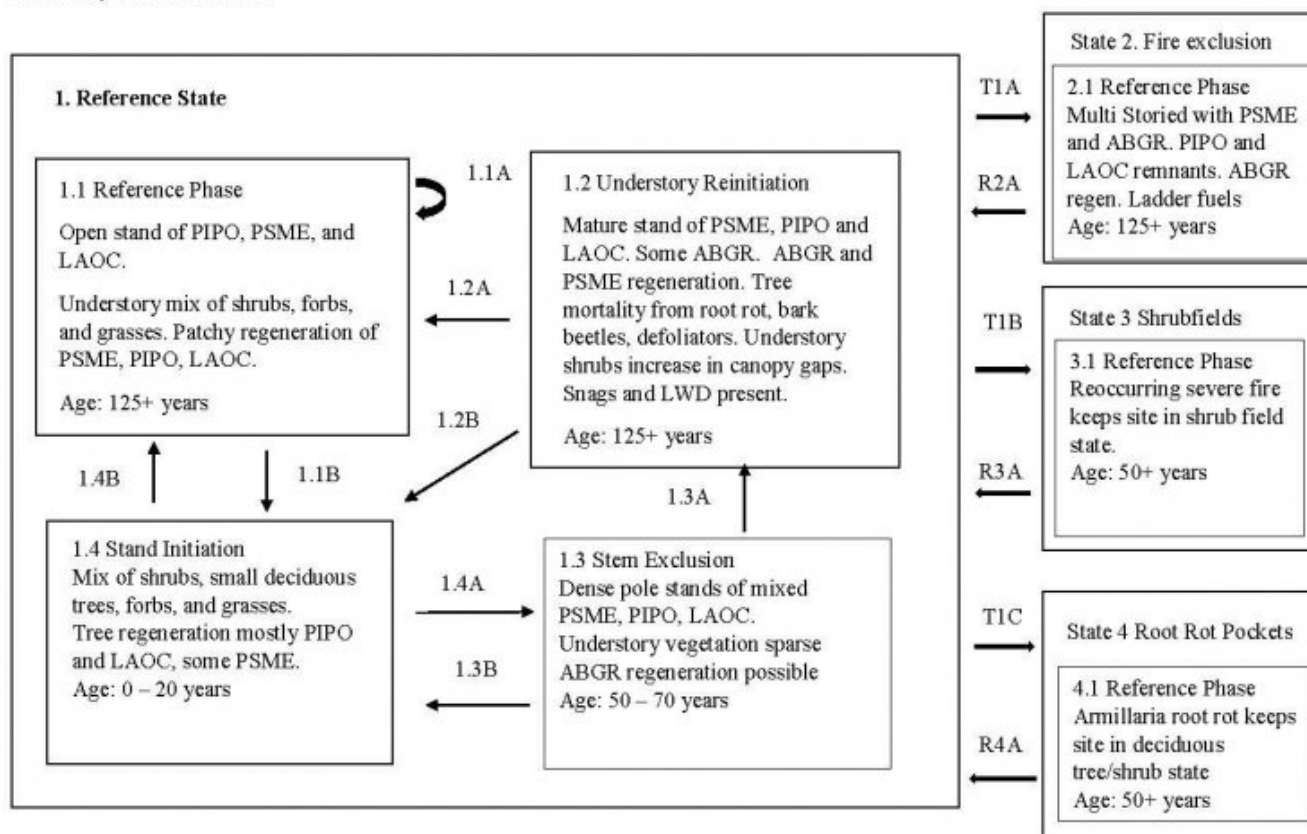 1. Reference State
1.1 Reference Phase
Open stand of PIPO, PSME, and
LAOC.
Understory mix of shrubs, forbs,
and grasses. Patchy regeneration of
PSME, PIPO, LAOC.
Age: 125+ years
1.1A
1.2 Understory Reinitiation
Mature stand of PSME, PIPO and
LAOC. Some ABGR. ABGR and
PSME regeneration. Tree
mortality from root rot, bark
beetles, defoliators. Understory
shrubs increase in canopy gaps.
Snags and LWD present.
Age: 125+ years
1.2A
1.2B
1.4B
1.1B
1.3A
1.4 Stand Initiation
Mix of shrubs, small deciduous
trees, forbs, and grasses.
Tree regeneration mostly PIPO
and LAOC, some PSME.
Age: 0 – 20 years
1.4A
1.3B
1.3 Stem Exclusion
Dense pole stands of mixed
PSME, PIPO, LAOC.
Understory vegetation sparse
ABGR regeneration possible
Age: 50 – 70 years
T1A
R2A
State 2. Fire exclusion
2.1 Reference Phase
Multi Storied with PSME
and ABGR. PIPO and
LAOC remnants. ABGR
regen. Ladder fuels
Age: 125+ years
T1B
R3A
State 3 Shrubfields
3.1 Reference Phase
Reoccurring severe fire
keeps site in shrub field
state.
Age: 50+ years
T1C
R4A
State 4 Root Rot Pockets
4.1 Reference Phase
Armillaria root rot keeps
site in deciduous
tree/shrub state
Age: 50+ years